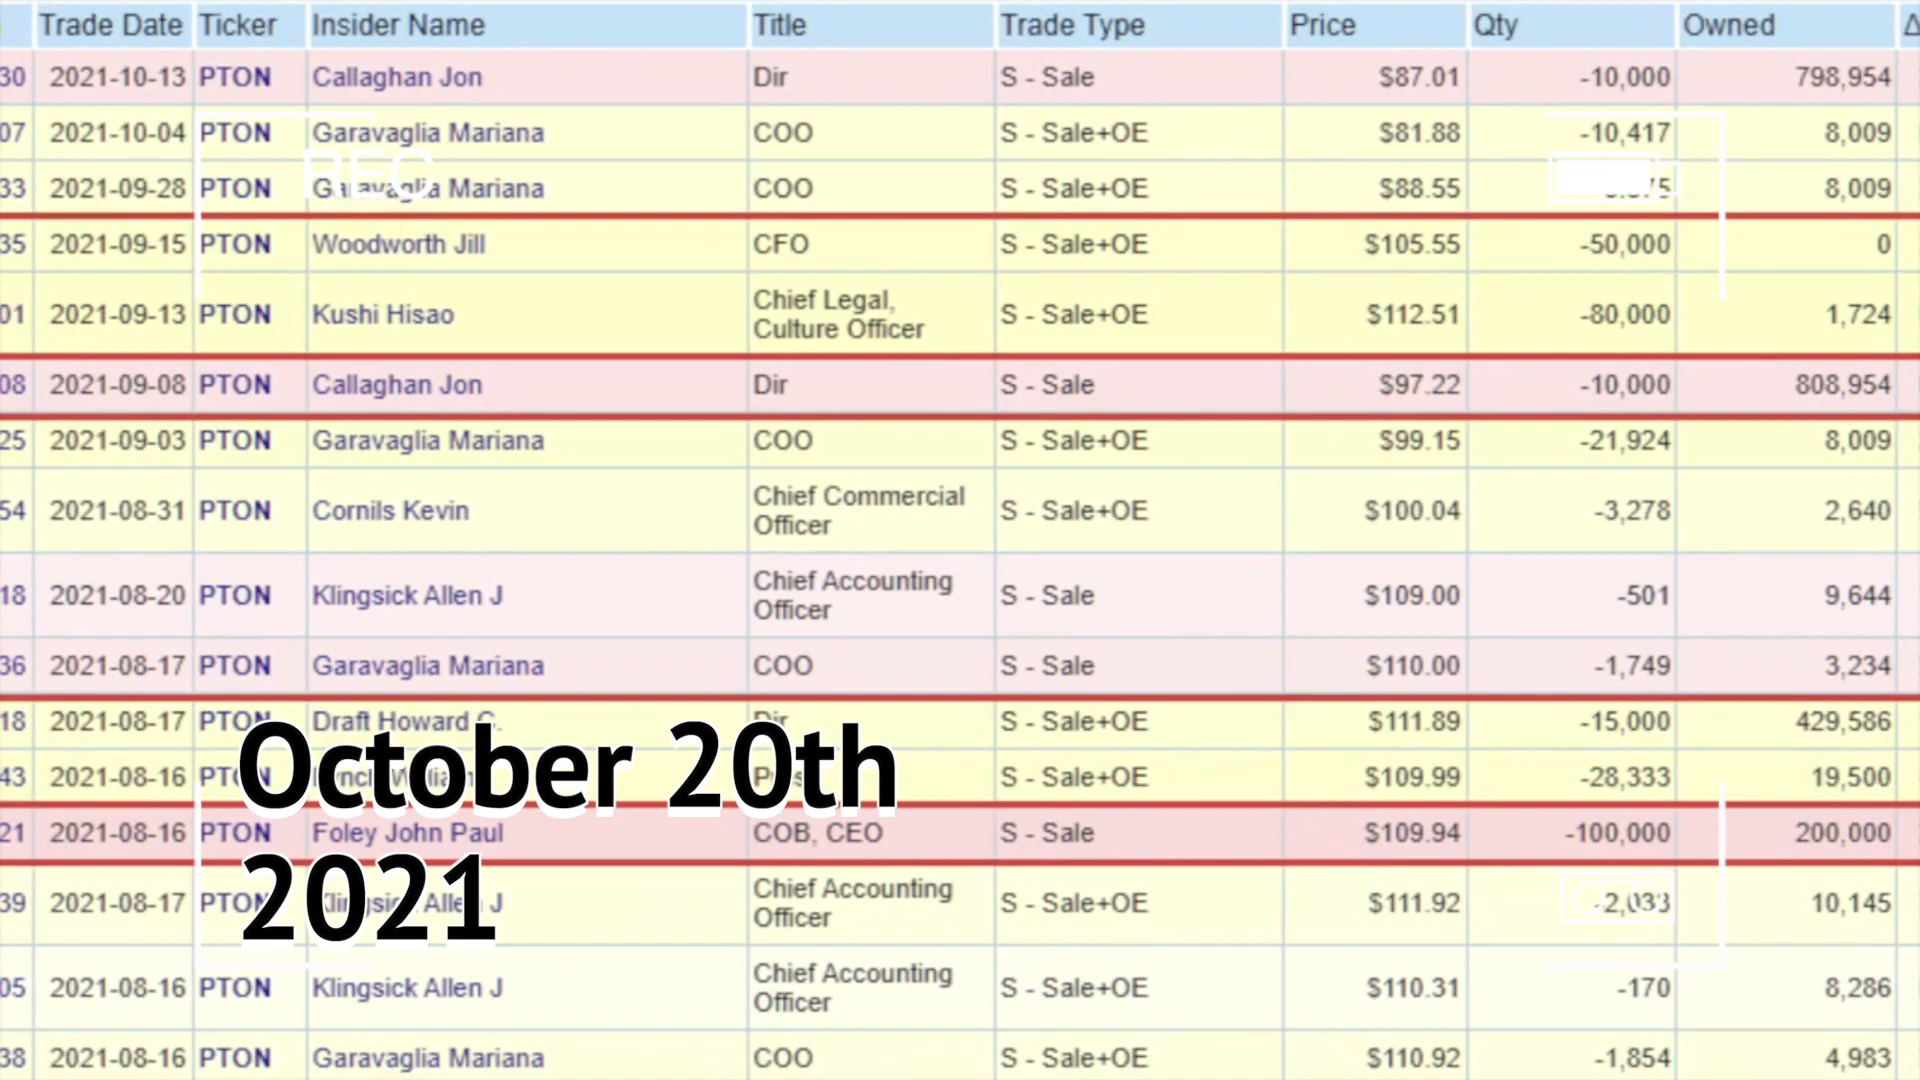 Trade Date Ticker Insider Name Title Trade Type Price Qty Owned Δ
30 2021-10-13 PTON Callaghan Jon Dir S - Sale $87.01 -10,000 798,954
07 2021-10-04 PTON Garavaglia Mariana COO S - Sale+OE $81.88 -10,417 8,009
REC
33 2021-09-28 PTON Garavaglia Mariana COO S - Sale+OE $88.55 8,009
35 2021-09-15 PTON Woodworth Jill CFO S - Sale+OE $105.55 -50,000 0
01 2021-09-13 PTON Kushi Hisao Chief Legal, Culture Officer S - Sale+OE $112.51 -80,000 1,724
08 2021-09-08 PTON Callaghan Jon Dir S - Sale $97.22 -10,000 808,954
25 2021-09-03 PTON Garavaglia Mariana COO S - Sale+OE $99.15 -21,924 8,009
54 2021-08-31 PTON Cornils Kevin Chief Commercial Officer S - Sale+OE $100.04 -3,278 2,640
18 2021-08-20 PTON Klingsick Allen J Chief Accounting Officer S - Sale $109.00 -501 9,644
36 2021-08-17 PTON Garavaglia Mariana COO S - Sale $110.00 -1,749 3,234
18 2021-08-17 PTON Draft Howard C. Dir S - Sale+OE $111.89 -15,000 429,586
43 2021-08-16 PTON S - Sale+OE $109.99 -28,333 19,500
21 2021-08-16 PTON Foley John Paul COB, CEO S - Sale $109.94 -100,000 200,000
39 2021-08-17 PTON Klingsick Allen J Chief Accounting Officer S - Sale+OE $111.92 -2,033 10,145
05 2021-08-16 PTON Klingsick Allen J Chief Accounting Officer S - Sale+OE $110.31 -170 8,286
38 2021-08-16 PTON Garavaglia Mariana COO S - Sale+OE $110.92 -1,854 4,983
October 20th
2021